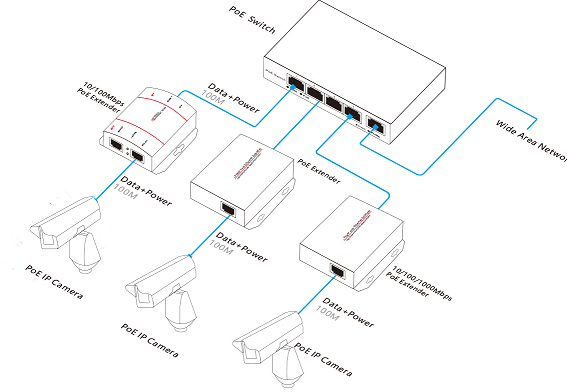 PoE Switch
Data+Power
100M
10/100Mbps
PoE Extender
Wide Area Network
PoE Extender
Data+Power
100M
Data+Power
100M
10/100/1000Mbps
PoE Extender
PoE IP Camera
Data+Power
100M
PoE IP Camera
PoE IP Camera